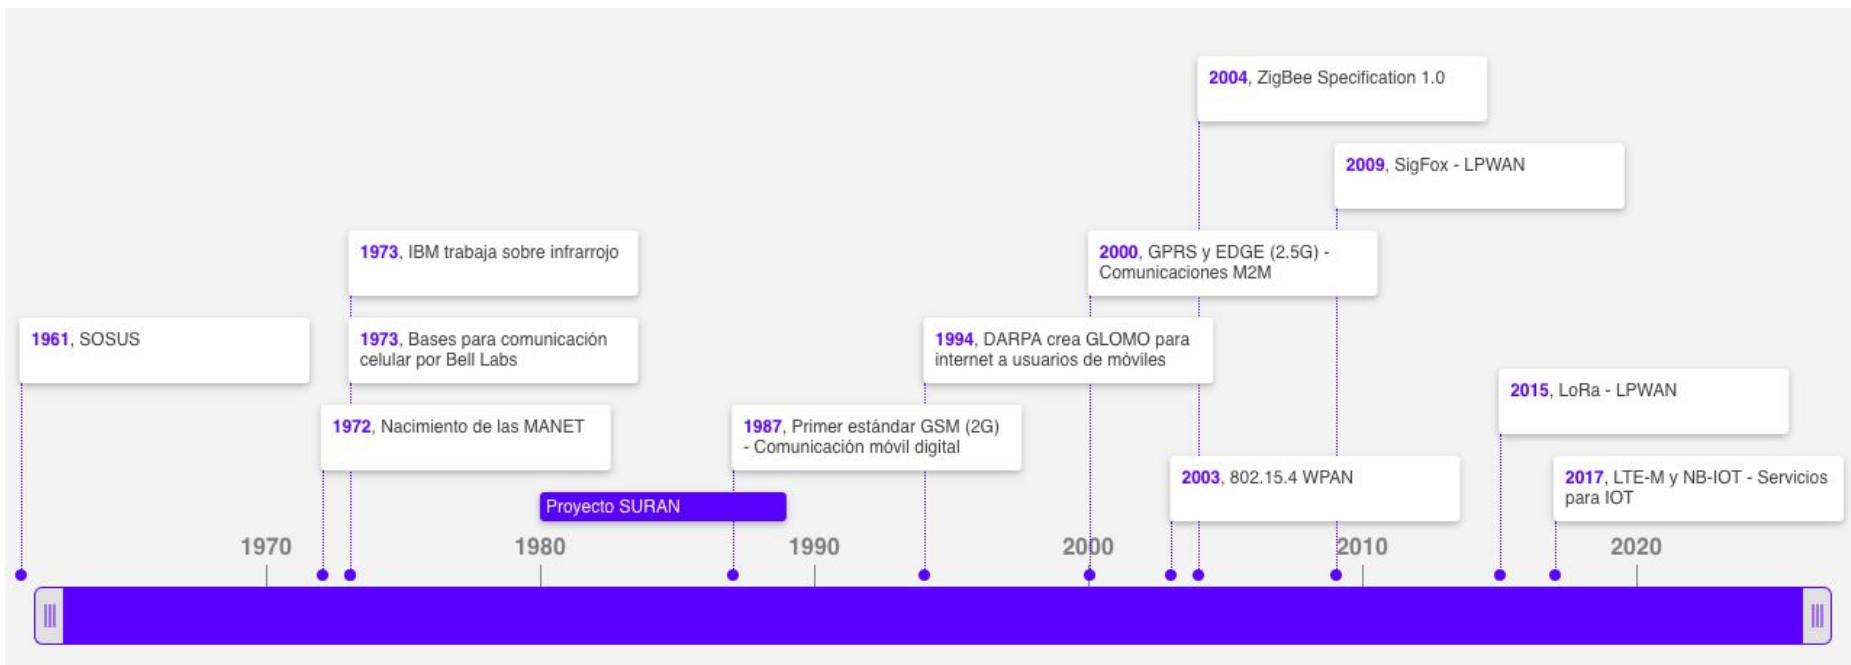 2004, ZigBee Specification 1.0
2009, SigFox - LPWAN
1973, IBM trabaja sobre infrarrojo
2000, GPRS y EDGE (2.5G) -
Comunicaciones M2M
1961, SOSUS
1973, Bases para comunicación
celular por Bell Labs
1994, DARPA crea GLOMO para
internet a usuarios de móviles
2015, LoRa - LPWAN
1972, Nacimiento de las MANET
1987, Primer estándar GSM (2G)
- Comunicación móvil digital
2003, 802.15.4 WPAN
2017, LTE-M y NB-IOT - Servicios
para IOT
Proyecto SURAN
1970 1980 1990 2000 2010 2020